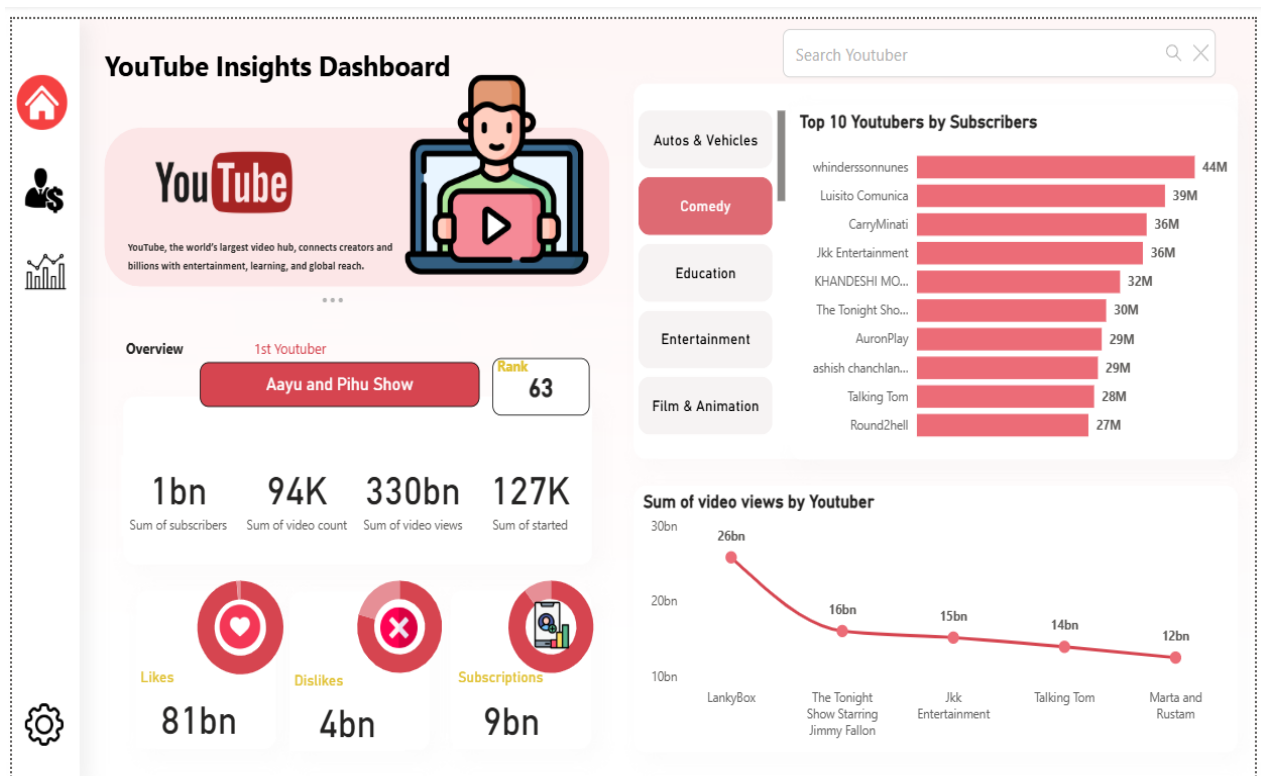 YouTube Insights Dashboard
Search Youtuber
YouTube
YouTube, the world's largest video hub, connects creators and
billions with entertainment, learning, and global reach.
Overview
1st Youtuber
Aayu and Pihu Show
Rank
63
1bn
Sum of subscribers
94K
Sum of video count
330bn
Sum of video views
127K
Sum of started
Likes
81bn
Dislikes
4bn
Subscriptions
9bn
Autos & Vehicles
Comedy
Education
Entertainment
Film & Animation
Top 10 Youtubers by Subscribers
whinderssonnunes 44M
Luisito Comunica 39M
CarryMinati 36M
Jkk Entertainment 36M
KHANDESHI MO... 32M
The Tonight Sho... 30M
AuronPlay 29M
ashish chanchlan... 29M
Talking Tom 28M
Round2hell 27M
Sum of video views by Youtuber
30bn
20bn
10bn
26bn
16bn
15bn
14bn
12bn
LankyBox
The Tonight
Show Starring
Jimmy Fallon
Jkk
Entertainment
Talking Tom
Marta and
Rustam